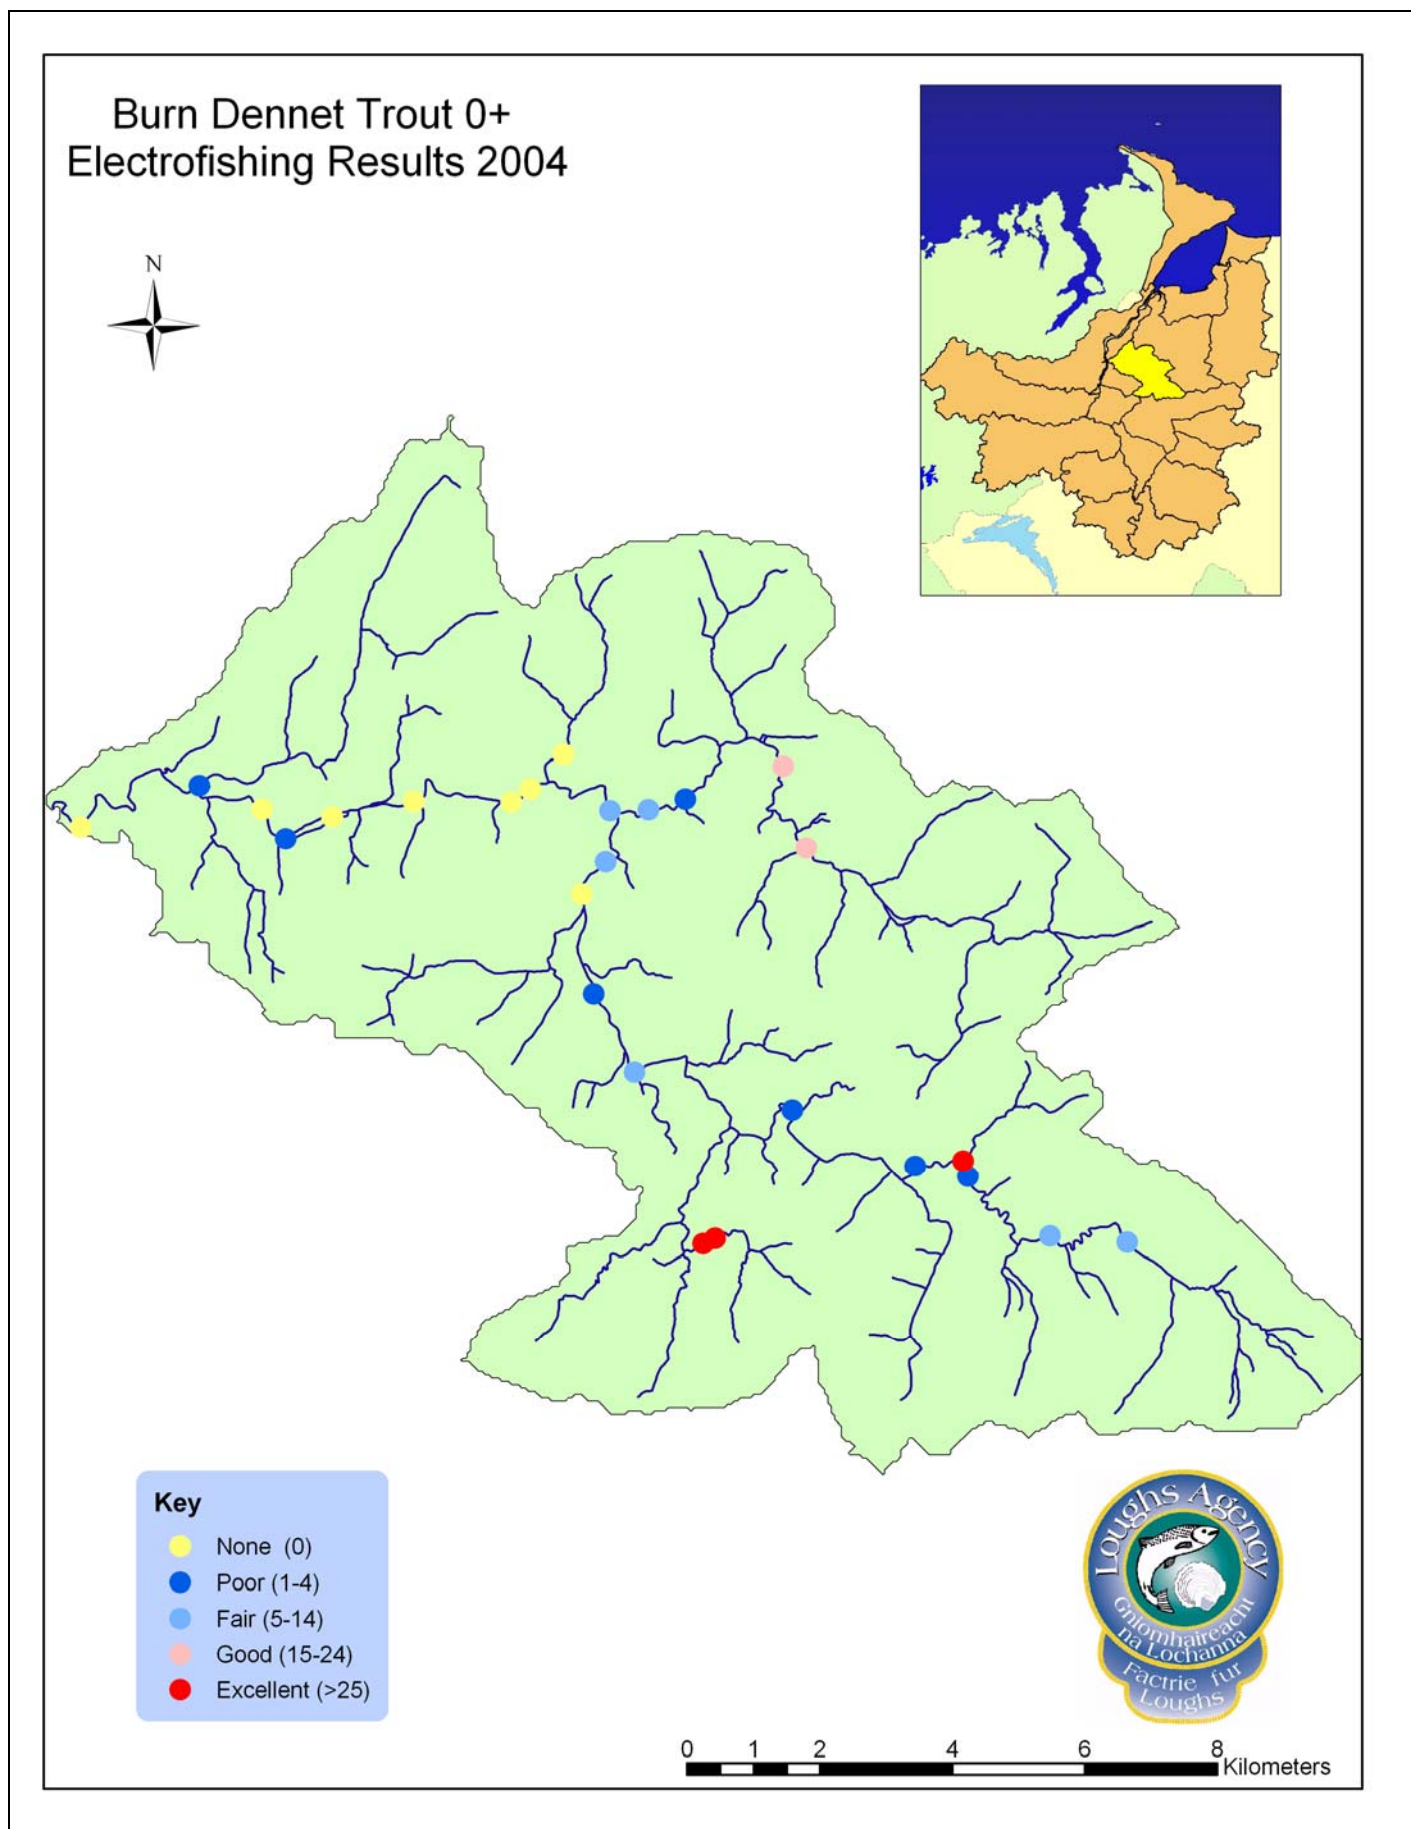 Burn Dennet Trout 0+
Electrofishing Results 2004
N
Key
None (0)
Poor (1-4)
Fair (5-14)
Good (15-24)
Excellent (>25)
Loughs Agency
Gníomhaireacht
na Lochanna
Factrie fur
Loughs
0 1 2 4 6 8
Kilometers